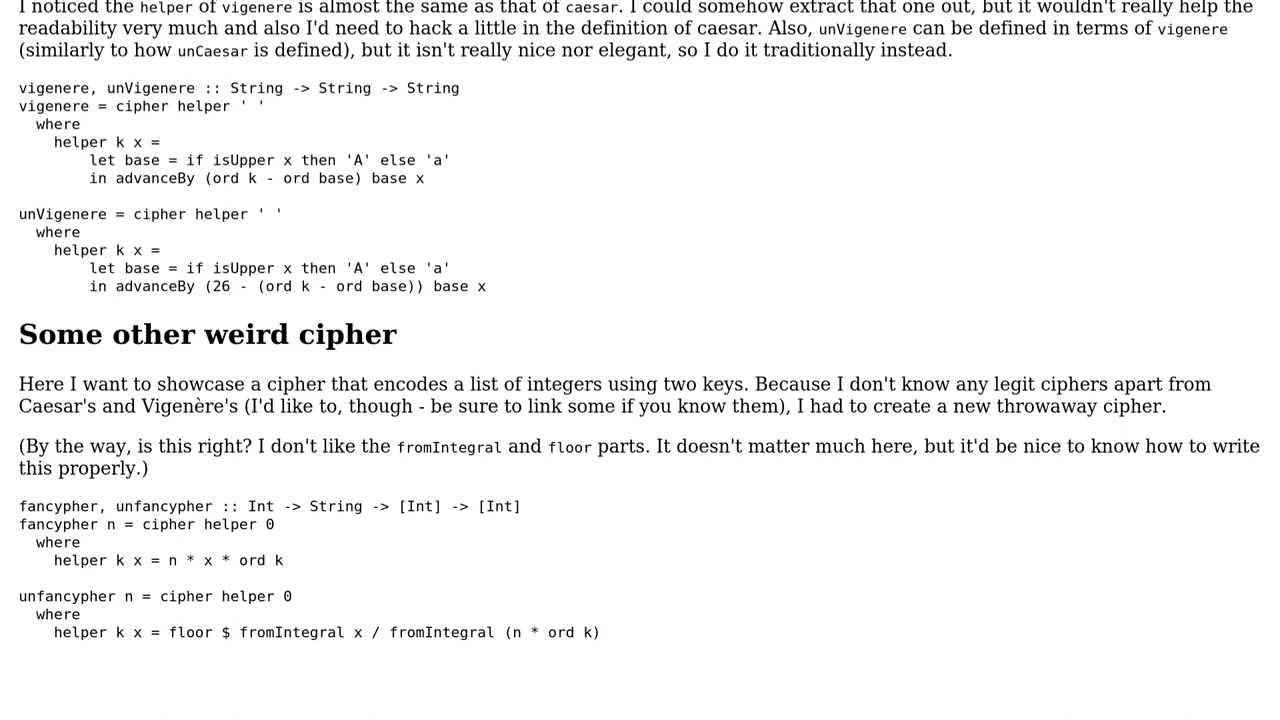 I noticed the helper of vigenere is almost the same as that of caesar. I could somehow extract that one out, but it wouldn't really help the
readability very much and also I'd need to hack a little in the definition of caesar. Also, unVigenere can be defined in terms of vigenere
(similarly to how unCaesar is defined), but it isn't really nice nor elegant, so I do it traditionally instead.
vigenere, unVigenere :: String -> String -> String
vigenere = cipher helper ' '
  where
    helper k x =
        let base = if isUpper x then 'A' else 'a'
        in advanceBy (ord k - ord base) base x
unVigenere = cipher helper ' '
  where
    helper k x =
        let base = if isUpper x then 'A' else 'a'
        in advanceBy (26 - (ord k - ord base)) base x
Some other weird cipher
Here I want to showcase a cipher that encodes a list of integers using two keys. Because I don't know any legit ciphers apart from
Caesar's and Vigenère's (I'd like to, though - be sure to link some if you know them), I had to create a new throwaway cipher.
(By the way, is this right? I don't like the fromIntegral and floor parts. It doesn't matter much here, but it'd be nice to know how to write
this properly.)
fancypher, unfancypher :: Int -> String -> [Int] -> [Int]
fancypher n = cipher helper 0
  where
    helper k x = n * x * ord k
unfancypher n = cipher helper 0
  where
    helper k x = floor $ fromIntegral x / fromIntegral (n * ord k)